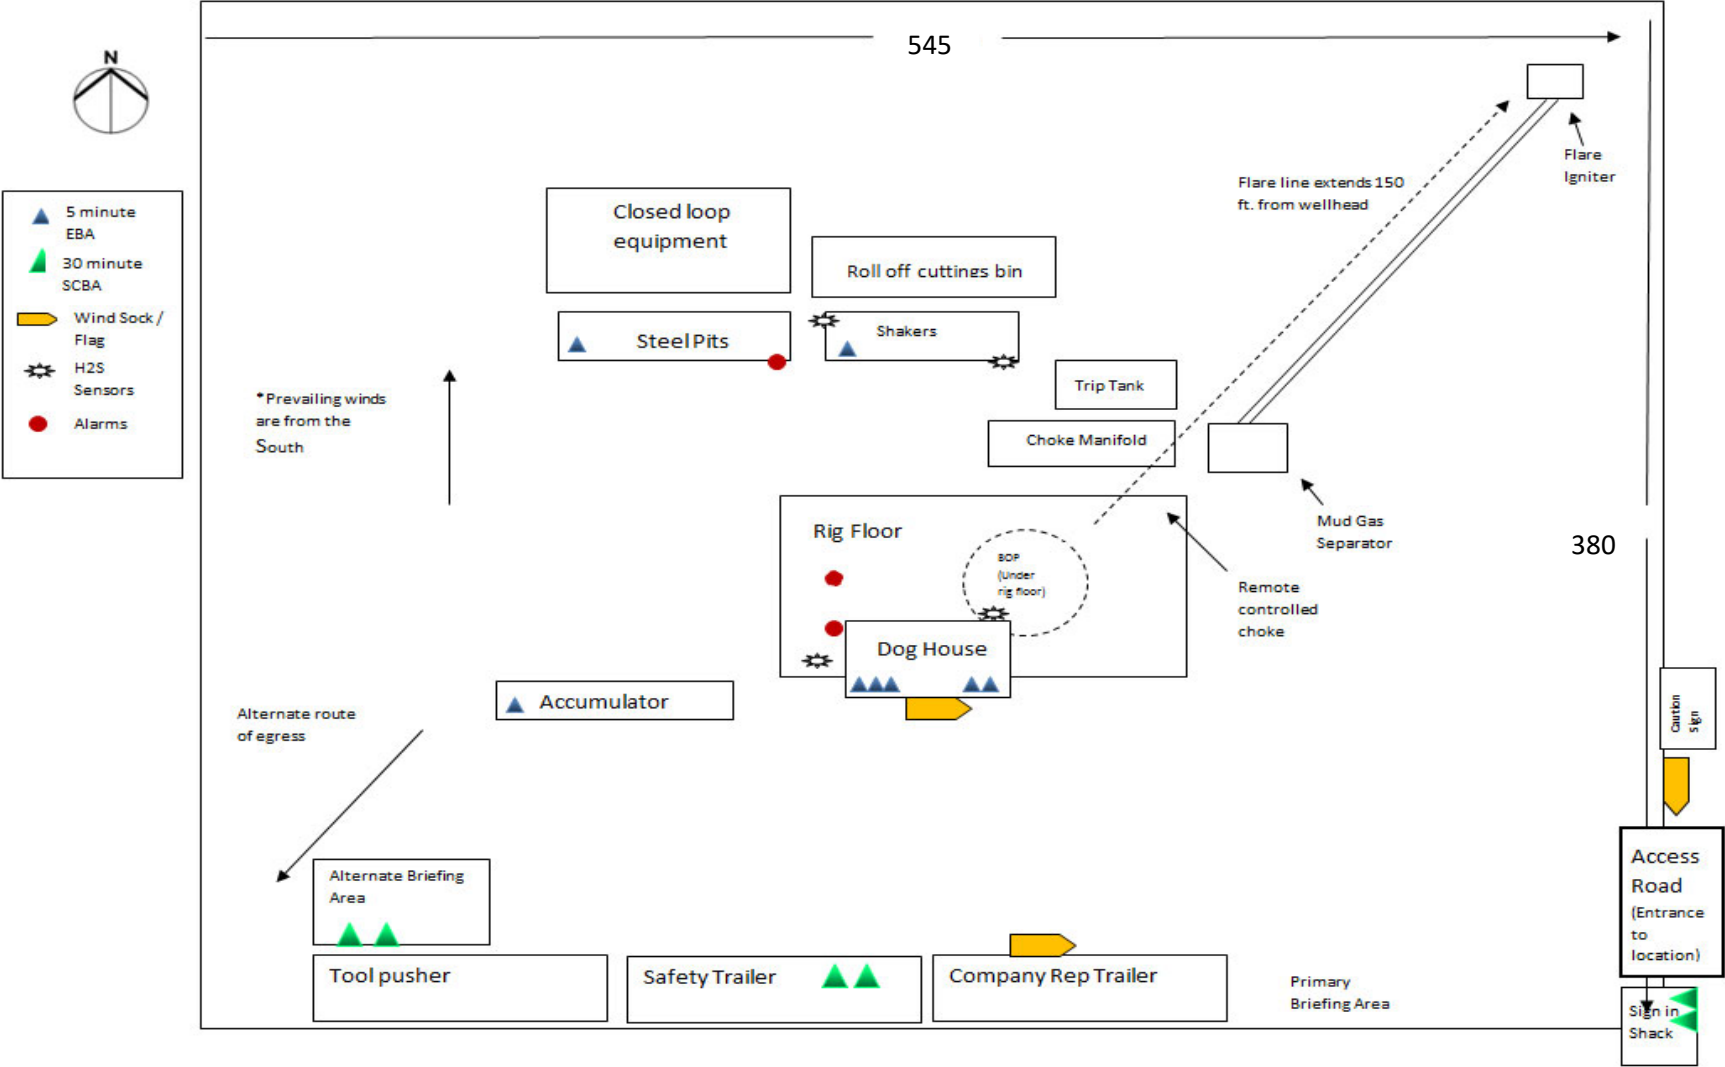 545
N
5 minute
EBA
30 minute
SCBA
Wind Sock /
Flag
H2S
Sensors
Alarms
Flare
Igniter
Flare line extends 150
ft. from wellhead
Closed loop
equipment
Roll off cuttings bin
Steel Pits
Shakers
Trip Tank
*Prevailing winds
are from the
South
Choke Manifold
Mud Gas
Separator
Rig Floor
380
BOP
(Under
rig floor)
Remote
controlled
choke
Dog House
Accumulator
Caution
Sign
Alternate route
of egress
Access
Road
(Entrance
to
location)
Alternate Briefing
Area
Tool pusher
Safety Trailer
Company Rep Trailer
Primary
Briefing Area
Sign in
Shack